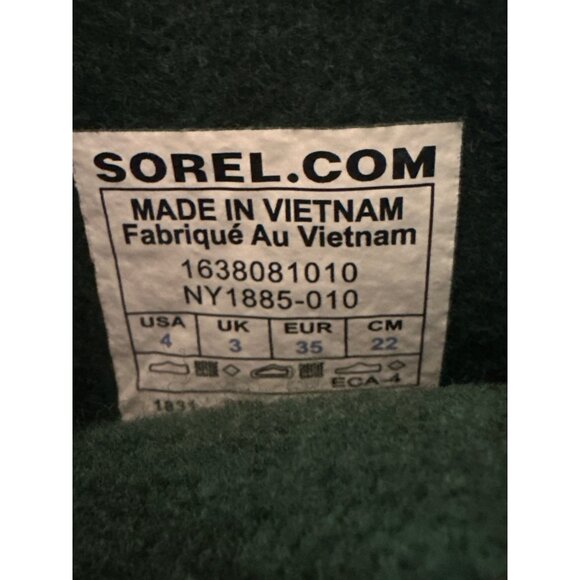 SOREL.COM
MADE IN VIETNAM
Fabriqué Au Vietnam
1638081010
NY1885-010
USA UK EUR CM
4 3 35 22
ECA-4